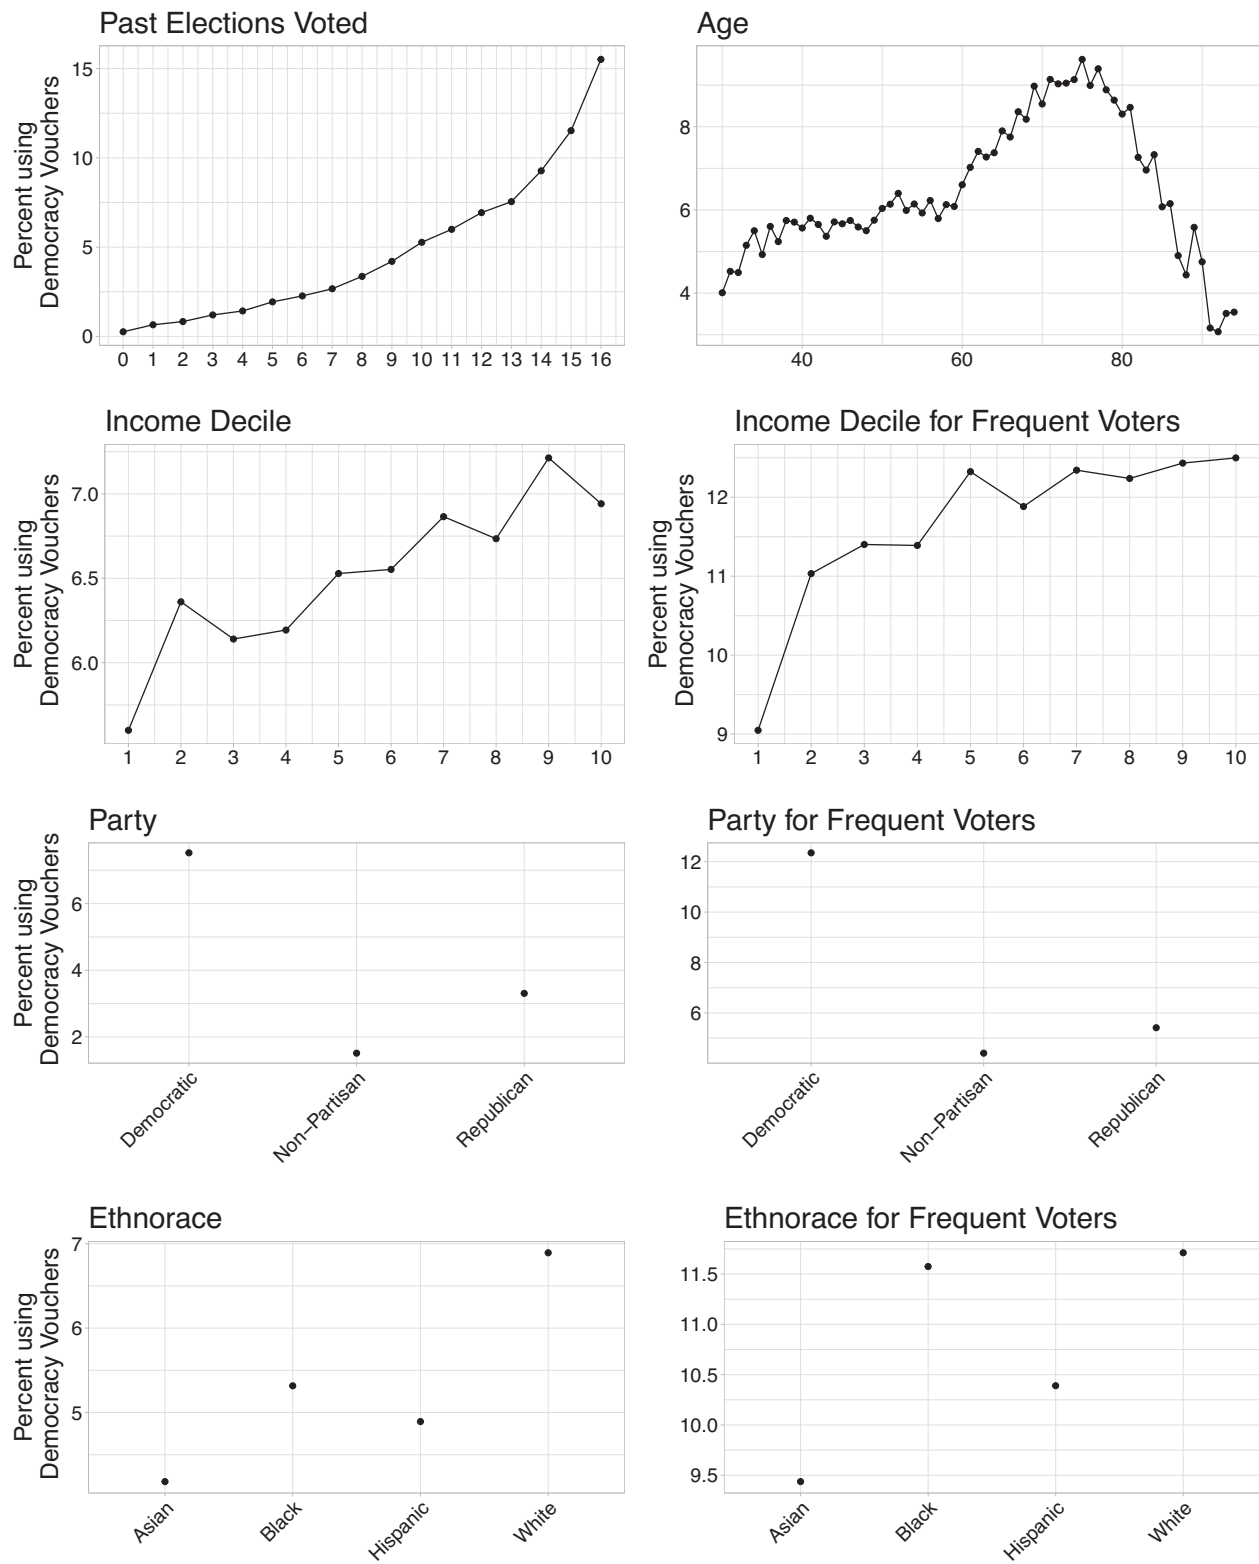 Past Elections Voted
Percent using
Democracy Vouchers
15
10
5
0
0 1 2 3 4 5 6 7 8 9 10 11 12 13 14 15 16
Age
8
6
4
40 60 80
Income Decile
Percent using
Democracy Vouchers
7.0
6.5
6.0
1 2 3 4 5 6 7 8 9 10
Income Decile for Frequent Voters
Percent using
Democracy Vouchers
12
11
10
9
1 2 3 4 5 6 7 8 9 10
Party
Percent using
Democracy Vouchers
6
4
2
Democratic
Non−Partisan
Republican
Party for Frequent Voters
12
10
8
6
Democratic
Non−Partisan
Republican
Ethnorace
Percent using
Democracy Vouchers
7
6
5
Asian
Black
Hispanic
White
Ethnorace for Frequent Voters
11.5
11.0
10.5
10.0
9.5
Asian
Black
Hispanic
White